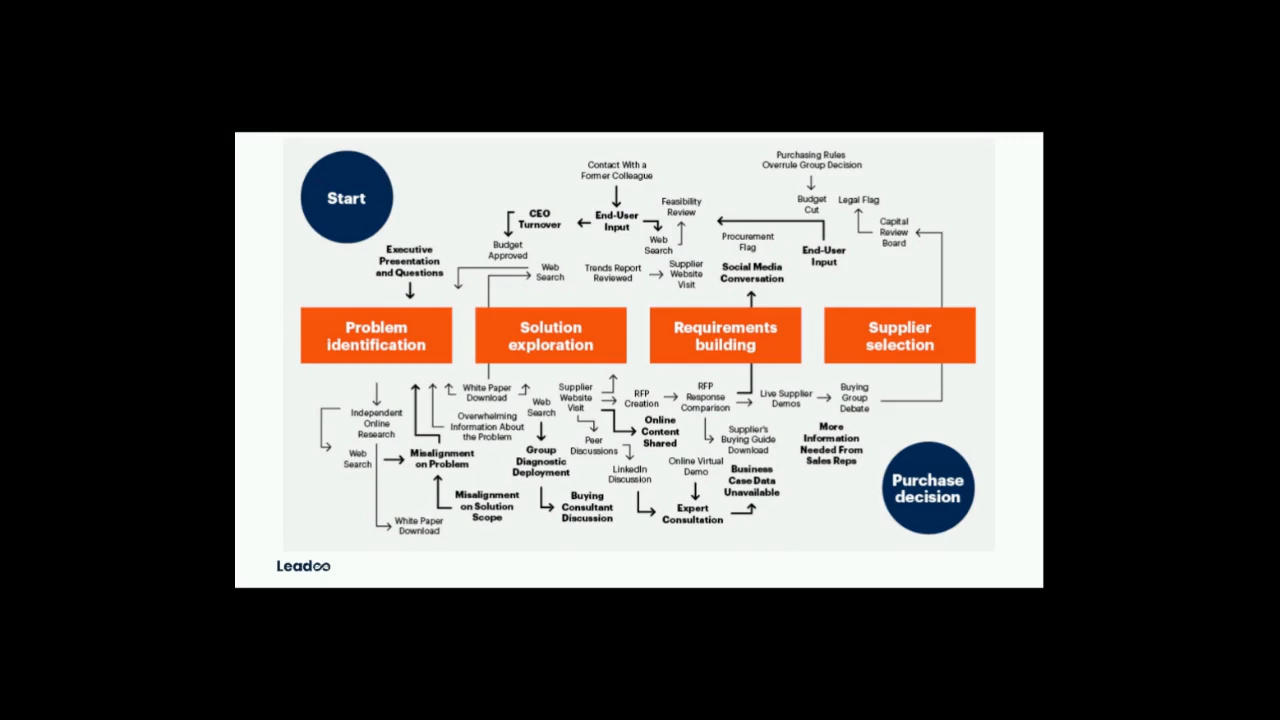 Start
Contact With a
Former Colleague
Purchasing Rules
Overrule Group Decision
CEO
Turnover
End-User
Input
Feasibility
Review
Budget
Cut
Legal Flag
Capital
Review
Board
Executive
Presentation
and Questions
Budget
Approved
Web
Search
Procurement
Flag
End-User
Input
Web
Search
Trends Report
Reviewed
Supplier
Website
Visit
Social Media
Conversation
Problem
identification
Solution
exploration
Requirements
building
Supplier
selection
Independent
Online
Research
White Paper
Download
Web
Search
Supplier
Website
Visit
RFP
Creation
RFP
Response
Comparison
Live Supplier
Demos
Buying
Group
Debate
Overwhelming
Information About
the Problem
Online
Content
Shared
Supplier's
Buying Guide
Download
More
Information
Needed From
Sales Reps
Web
Search
Misalignment
on Problem
Group
Diagnostic
Deployment
Peer
Discussions
LinkedIn
Discussion
Online Virtual
Demo
Business
Case Data
Unavailable
Purchase
decision
Misalignment
on Solution
Scope
Buying
Consultant
Discussion
Expert
Consultation
White Paper
Download
Leadoo